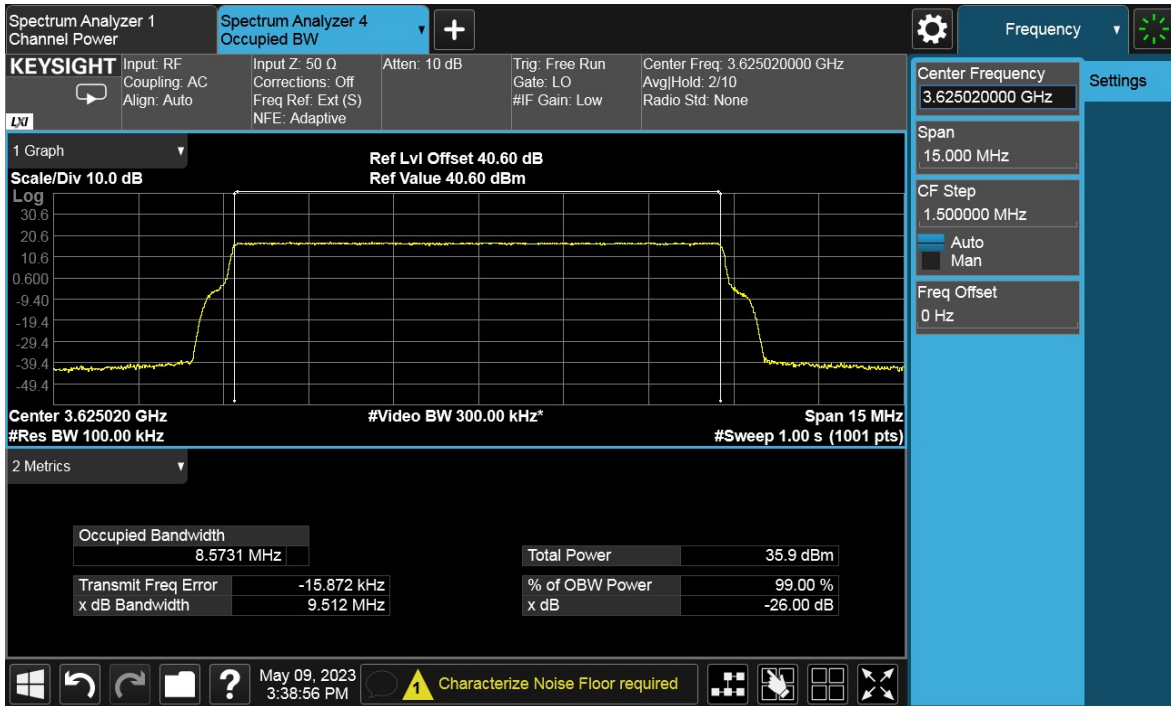 Spectrum Analyzer 1
Channel Power
Spectrum Analyzer 4
Occupied BW
Frequency
KEYSIGHT
Input: RF
Coupling: AC
Align: Auto
Input Z: 50 Ω
Corrections: Off
Freq Ref: Ext (S)
NFE: Adaptive
Atten: 10 dB
Trig: Free Run
Gate: LO
#IF Gain: Low
Center Freq: 3.625020000 GHz
Avg|Hold: 2/10
Radio Std: None
LXI
1 Graph
Scale/Div 10.0 dB
Ref Lvl Offset 40.60 dB
Ref Value 40.60 dBm
Log
30.6
20.6
10.6
0.600
-9.40
-19.4
-29.4
-39.4
-49.4
Center 3.625020 GHz
#Res BW 100.00 kHz
#Video BW 300.00 kHz*
Span 15 MHz
#Sweep 1.00 s (1001 pts)
2 Metrics
Occupied Bandwidth
8.5731 MHz
Transmit Freq Error -15.872 kHz
x dB Bandwidth 9.512 MHz
Total Power 35.9 dBm
% of OBW Power 99.00 %
x dB -26.00 dB
Center Frequency
3.625020000 GHz
Span
15.000 MHz
CF Step
1.500000 MHz
Auto
Man
Freq Offset
0 Hz
Settings
?
May 09, 2023
3:38:56 PM
1
Characterize Noise Floor required